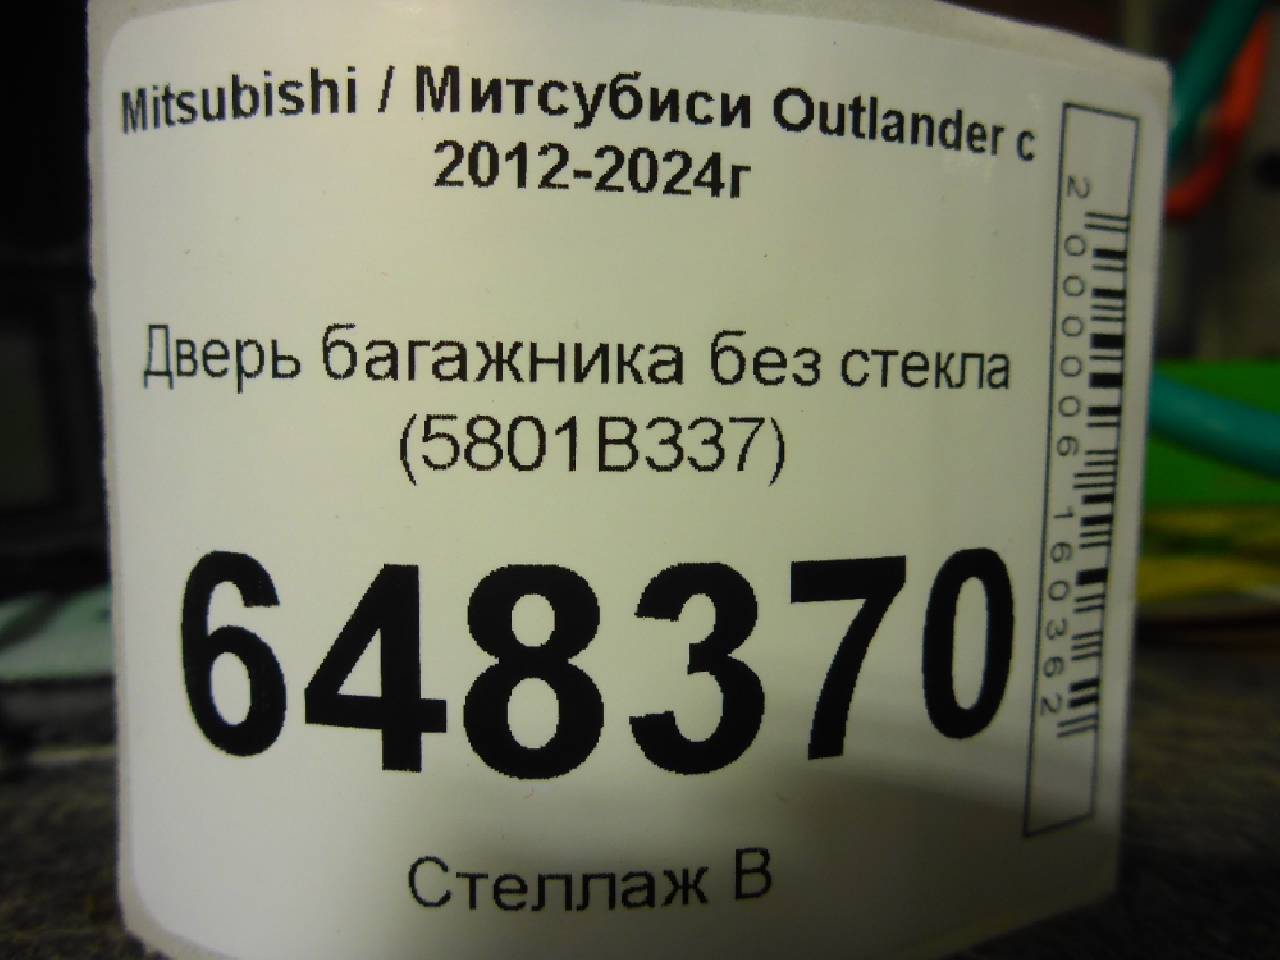 Mitsubishi / Митсубиси Outlander с
2012-2024г
Дверь багажника без стекла
(5801B337)
648370
Стеллаж В
2000006160362